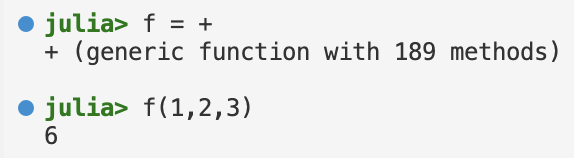 julia> f = +
+ (generic function with 189 methods)
julia> f(1,2,3)
6